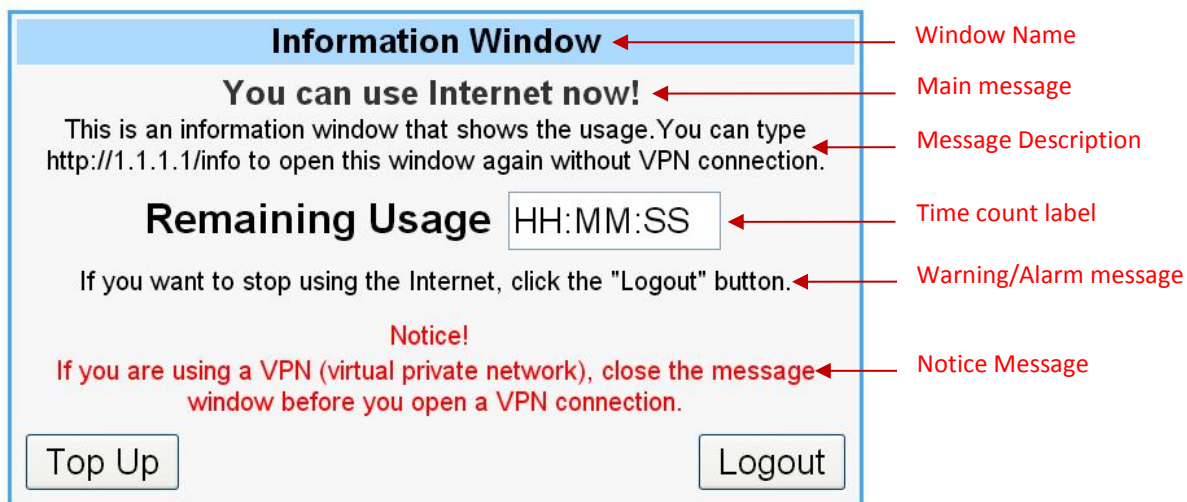 Information Window
Window Name
You can use Internet now!
Main message
This is an information window that shows the usage.You can type
http://1.1.1.1/info to open this window again without VPN connection.
Message Description
Remaining Usage HH:MM:SS
Time count label
If you want to stop using the Internet, click the "Logout" button.
Warning/Alarm message
Notice!
If you are using a VPN (virtual private network), close the message
window before you open a VPN connection.
Notice Message
Top Up
Logout